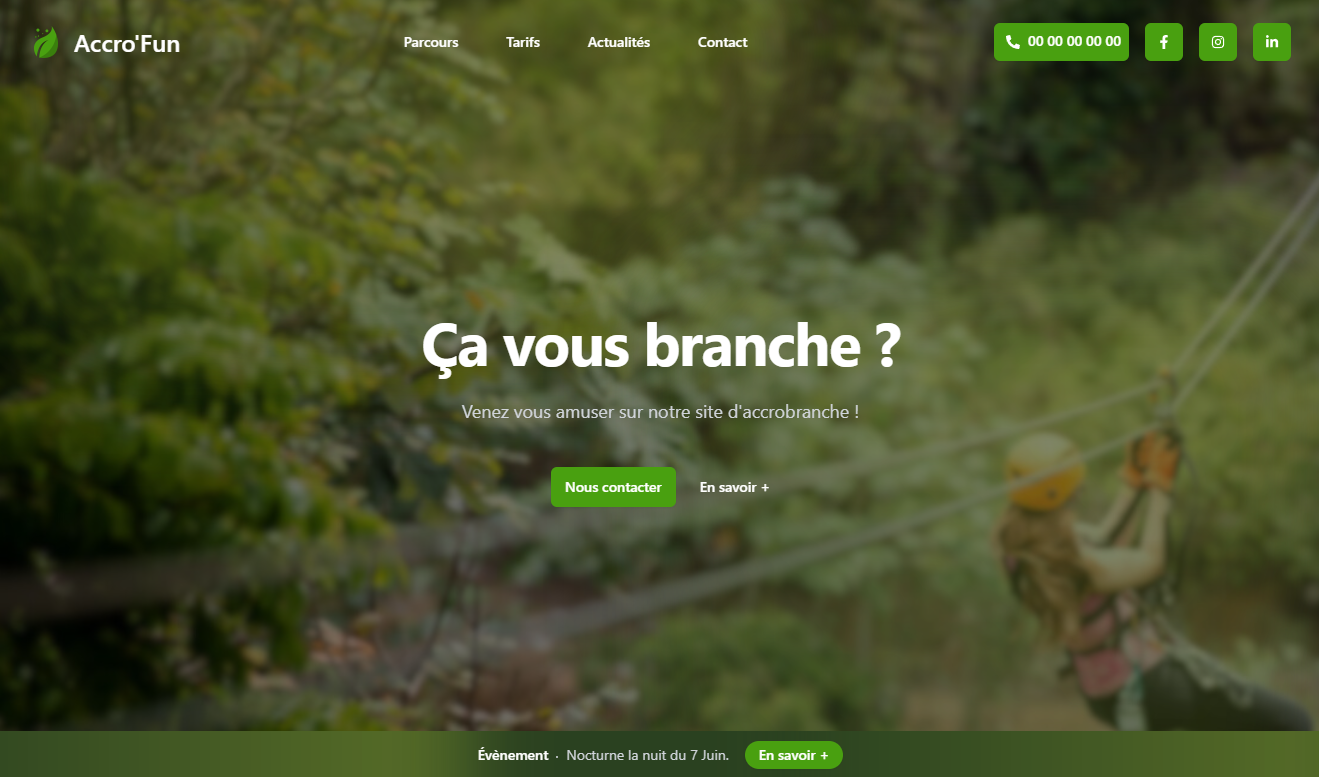 Accro'Fun
Parcours
Tarifs
Actualités
Contact
00 00 00 00 00
Ça vous branche ?
Venez vous amuser sur notre site d'accrobranche !
Nous contacter
En savoir +
Évènement · Nocturne la nuit du 7 Juin.
En savoir +